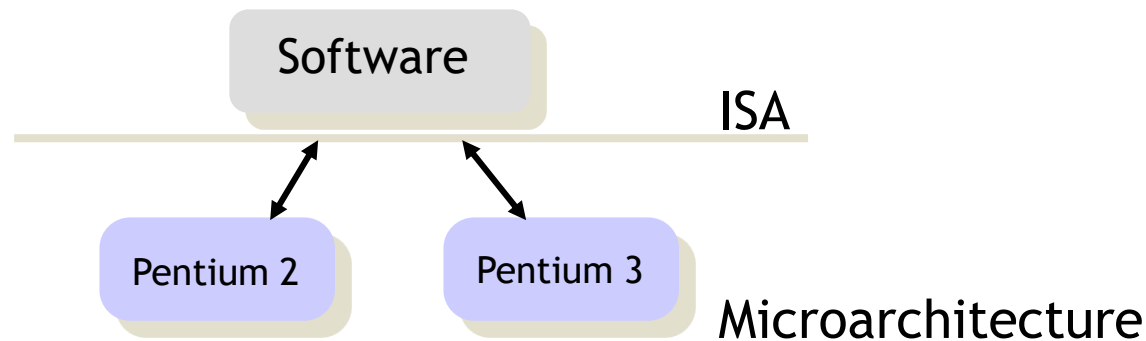 Software
ISA
Pentium 2
Pentium 3
Microarchitecture